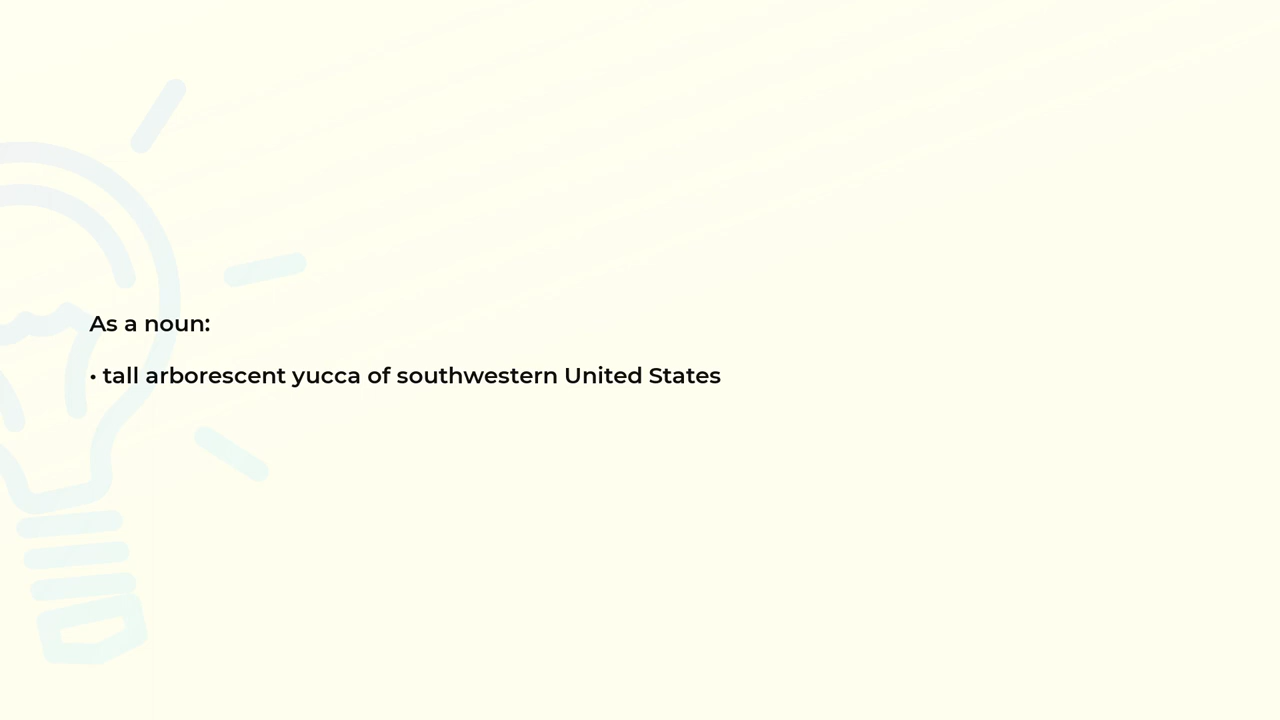 As a noun:
• tall arborescent yucca of southwestern United States